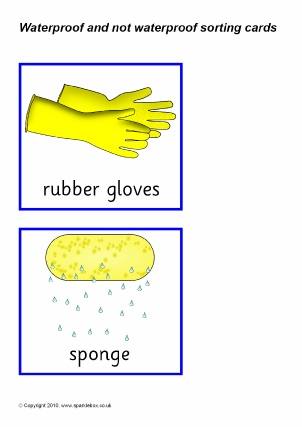 Waterproof and not waterproof sorting cards
rubber gloves
sponge
© Copyright 2010, www.sparklebox.co.uk